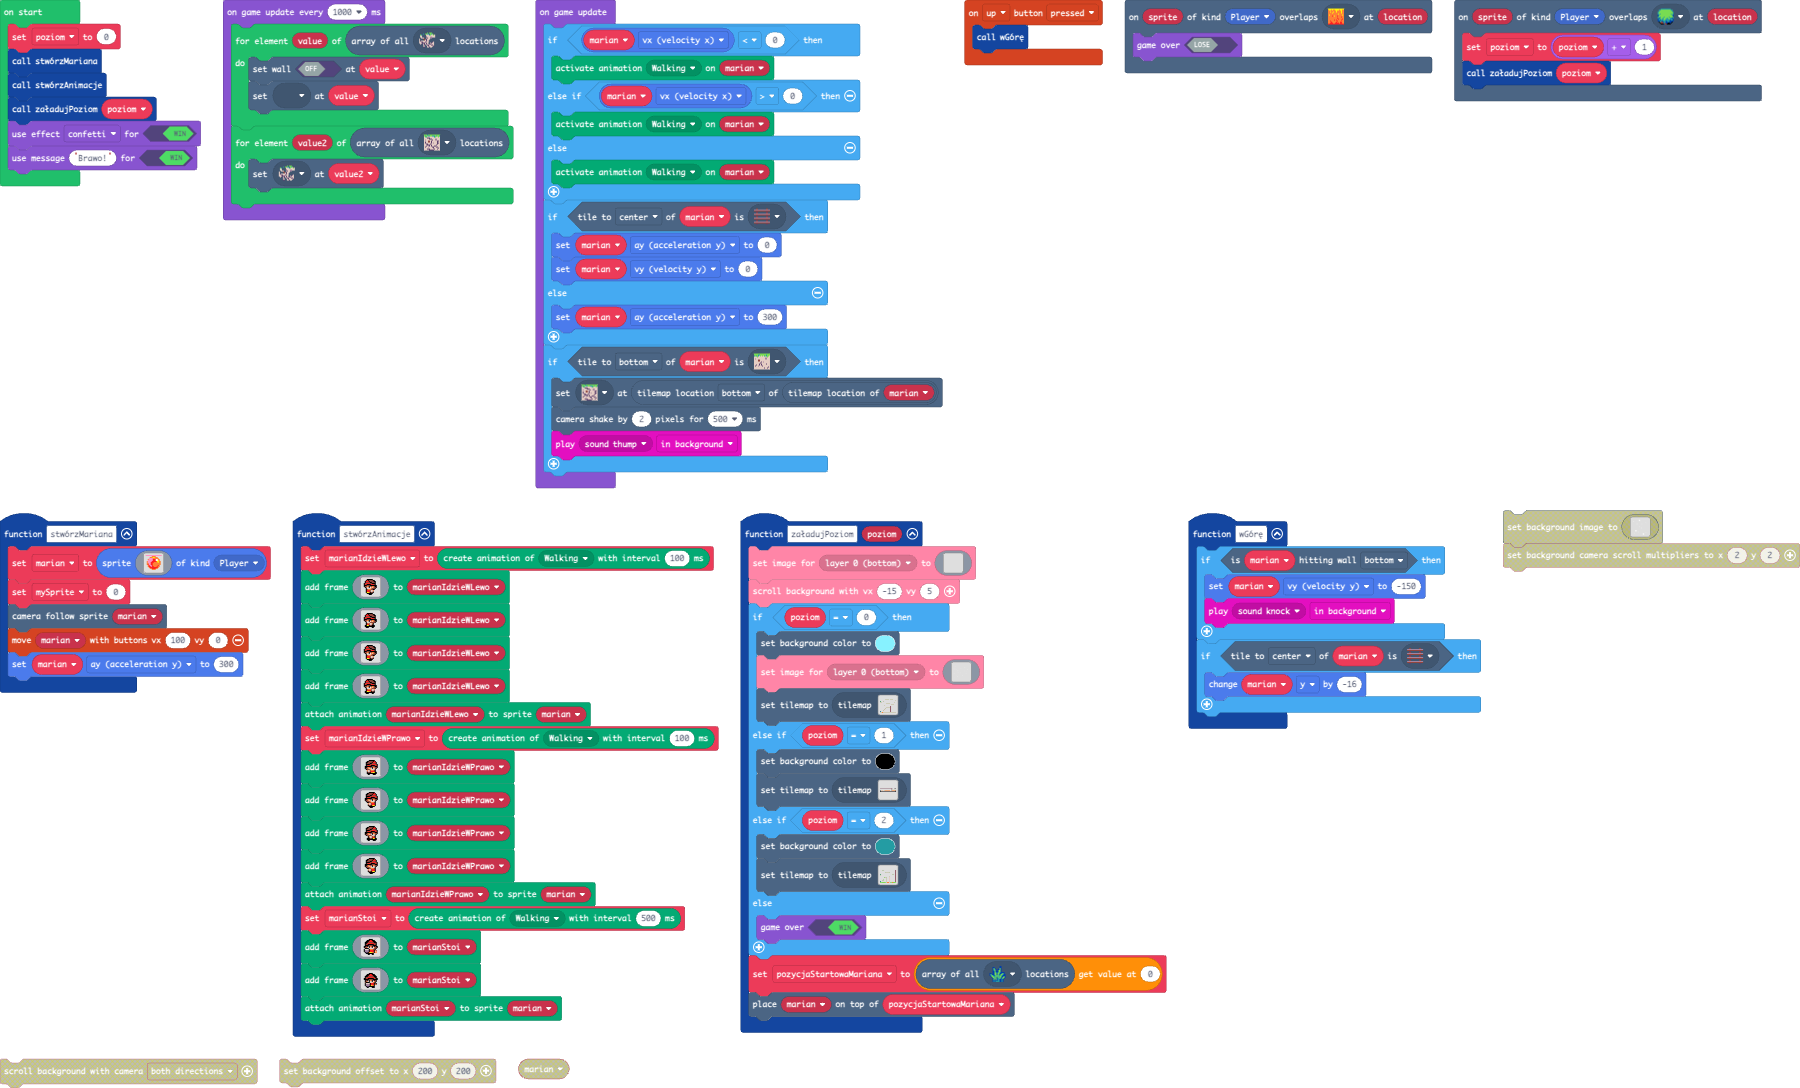 on start
set poziom to 0
call stwórzMariana
call stwórzAnimacje
call załadujPoziom poziom
use effect confetti for WIN
use message "Brawo!" for WIN
on game update every 1000 ms
for element value of array of all locations
do set wall OFF at value
set at value
for element value2 of array of all locations
do set at value2
on game update
if marian vx (velocity x) < 0 then
activate animation Walking on marian
else if marian vx (velocity x) > 0 then
activate animation Walking on marian
else
activate animation Walking on marian
if tile to center of marian is then
set marian ay (acceleration y) to 0
set marian vy (velocity y) to 0
else
set marian ay (acceleration y) to 300
if tile to bottom of marian is then
set at tilemap location bottom of tilemap location of marian
camera shake by 2 pixels for 500 ms
play sound thump in background
on up button pressed
call wGórę
on sprite of kind Player overlaps at location
game over LOSE
on sprite of kind Player overlaps at location
set poziom to poziom + 1
call załadujPoziom poziom
function stwórzMariana
set marian to sprite of kind Player
set mySprite to 0
camera follow sprite marian
move marian with buttons vx 100 vy 0
set marian ay (acceleration y) to 300
function stwórzAnimacje
set marianIdzieWLewo to create animation of Walking with interval 100 ms
add frame to marianIdzieWLewo
add frame to marianIdzieWLewo
add frame to marianIdzieWLewo
add frame to marianIdzieWLewo
attach animation marianIdzieWLewo to sprite marian
set marianIdzieWPrawo to create animation of Walking with interval 100 ms
add frame to marianIdzieWPrawo
add frame to marianIdzieWPrawo
add frame to marianIdzieWPrawo
add frame to marianIdzieWPrawo
attach animation marianIdzieWPrawo to sprite marian
set marianStoi to create animation of Walking with interval 500 ms
add frame to marianStoi
add frame to marianStoi
attach animation marianStoi to sprite marian
function załadujPoziom poziom
set image for layer 0 (bottom) to
scroll background with vx -15 vy 5
if poziom = 0 then
set background color to
set image for layer 0 (bottom) to
set tilemap to tilemap
else if poziom = 1 then
set background color to
set tilemap to tilemap
else if poziom = 2 then
set background color to
set tilemap to tilemap
else
game over WIN
set pozycjaStartowaMariana to array of all locations get value at 0
place marian on top of pozycjaStartowaMariana
function wGórę
if is marian hitting wall bottom then
set marian vy (velocity y) to -150
play sound knock in background
if tile to center of marian is then
change marian y by -16
set background image to
set background camera scroll multipliers to x 2 y 2
scroll background with camera both directions
set background offset to x 200 y 200
marian